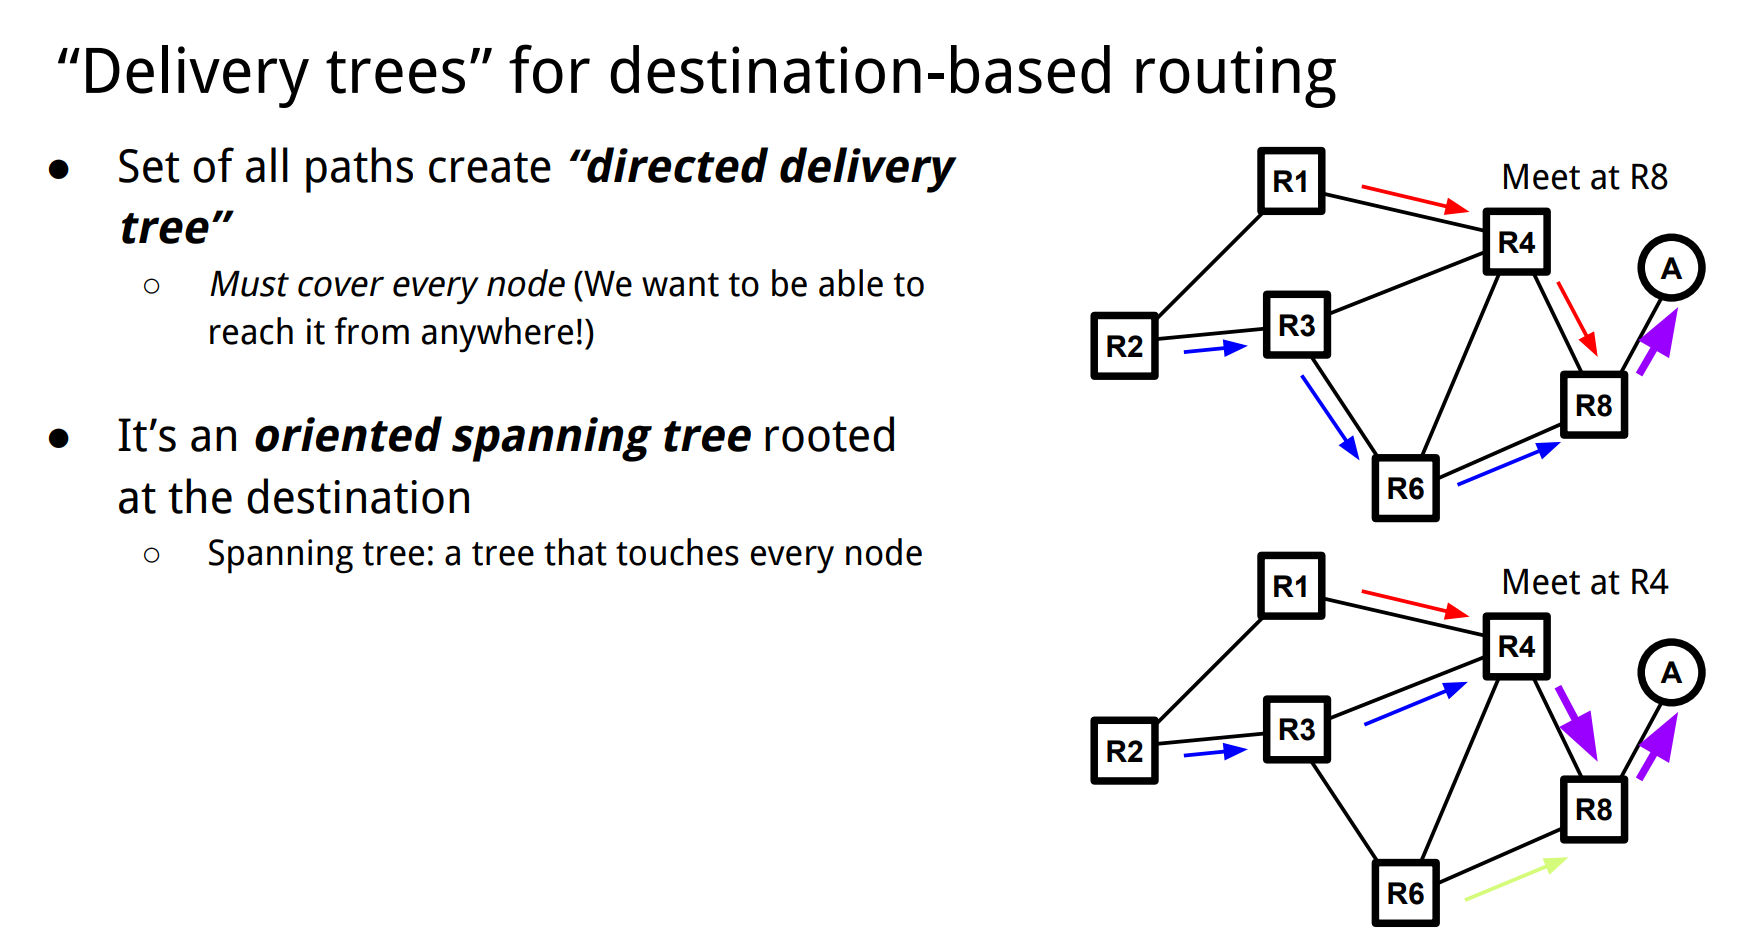 “Delivery trees” for destination-based routing
● Set of all paths create “directed delivery
tree”
○ Must cover every node (We want to be able to
reach it from anywhere!)
● It’s an oriented spanning tree rooted
at the destination
○ Spanning tree: a tree that touches every node
Meet at R8
R1
R4
A
R3
R2
R8
R6
Meet at R4
R1
R4
A
R3
R2
R8
R6